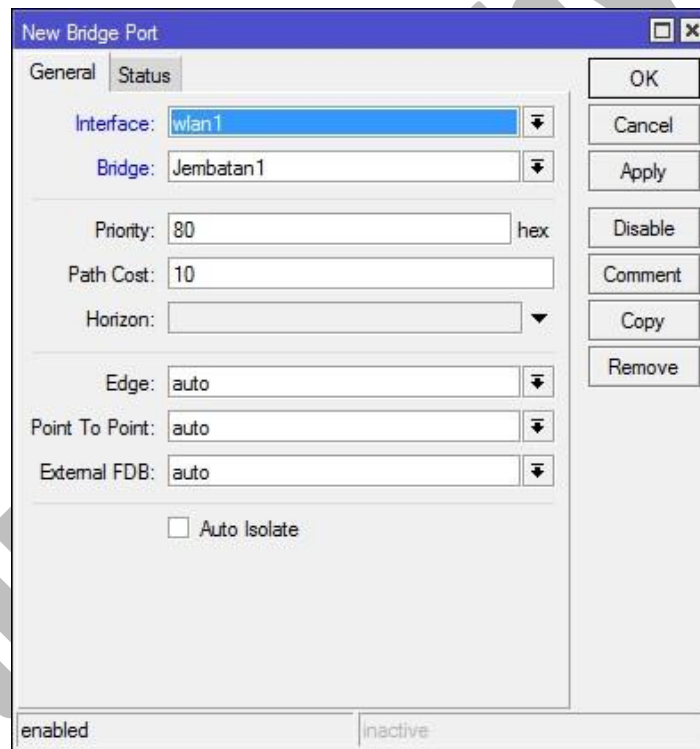 New Bridge Port
General Status
OK
Interface: wlan1
Cancel
Bridge: Jembatan1
Apply
Priority: 80 hex
Disable
Path Cost: 10
Comment
Horizon:
Copy
Remove
Edge: auto
Point To Point: auto
External FDB: auto
Auto Isolate
enabled
inactive